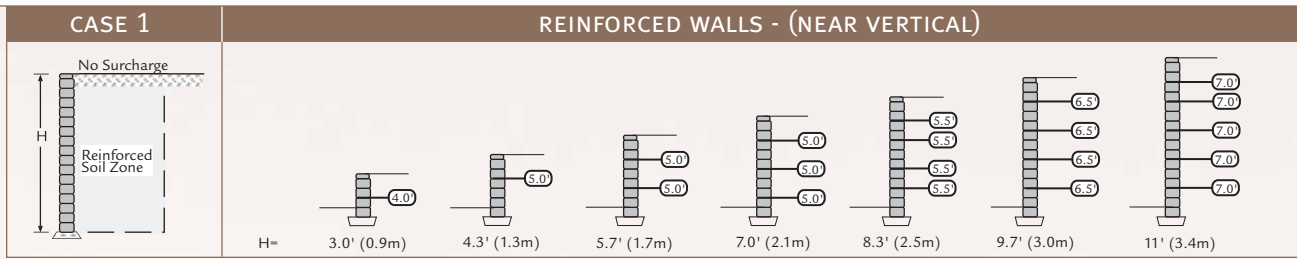 CASE 1
REINFORCED WALLS - (NEAR VERTICAL)
No Surcharge
H
Reinforced
Soil Zone
4.0'
5.0'
5.0'
5.0'
5.0'
5.0'
5.0'
5.5'
5.5'
5.5'
5.5'
6.5'
6.5'
6.5'
6.5'
7.0'
7.0'
7.0'
7.0'
7.0'
H= 3.0' (0.9m) 4.3' (1.3m) 5.7' (1.7m) 7.0' (2.1m) 8.3' (2.5m) 9.7' (3.0m) 11' (3.4m)